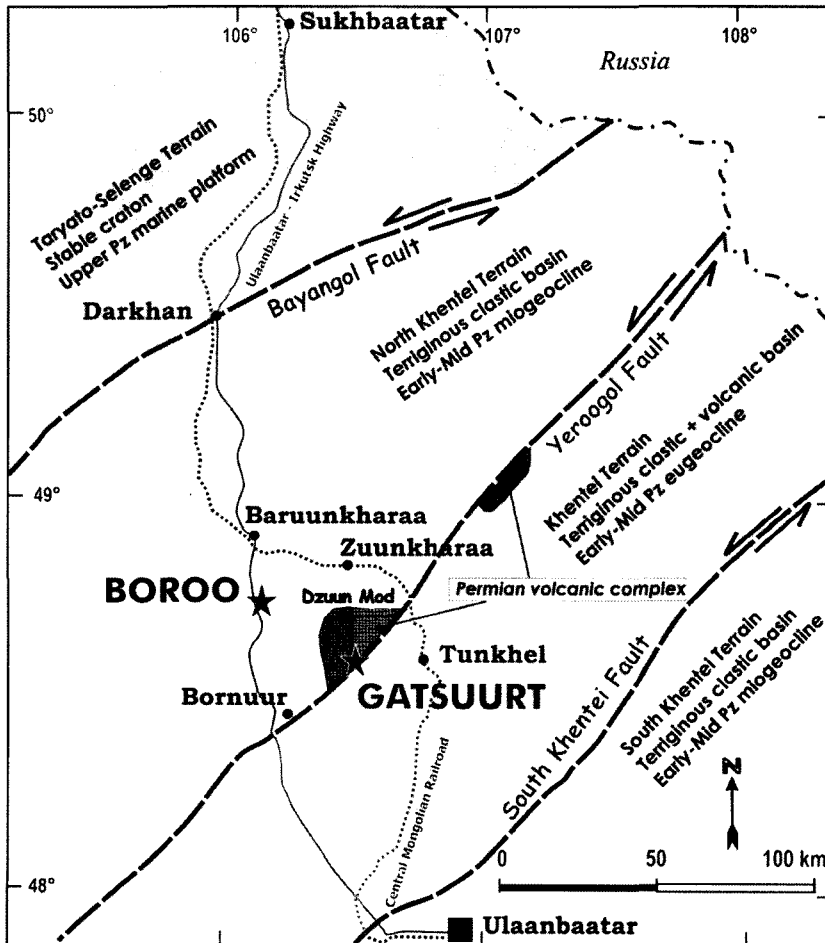 106°
107°
108°
Sukhbaatar
Russia
50°
Taryato-Selenge Terrain
Stable craton
Upper Pz marine platform
Ulaanbaatar - Irkutsk Highway
Bayangol Fault
Darkhan
North Khentel Terrain
Terriginous clastic basin
Early-Mid Pz miogeocline
Yeroogol Fault
Khentel Terrain
Terriginous clastic + volcanic basin
Early-Mid Pz eugeocline
49°
Baruunkharaa
Zuunkharaa
BOROO
Dzuun Mod
Permian volcanic complex
Tunkhel
Bornuur
GATSUURT
South Khentei Fault
South Khentel Terrain
Terriginous clastic basin
Early-Mid Pz miogeocline
Central Mongolian Railroad
N
0 50 100 km
48°
Ulaanbaatar